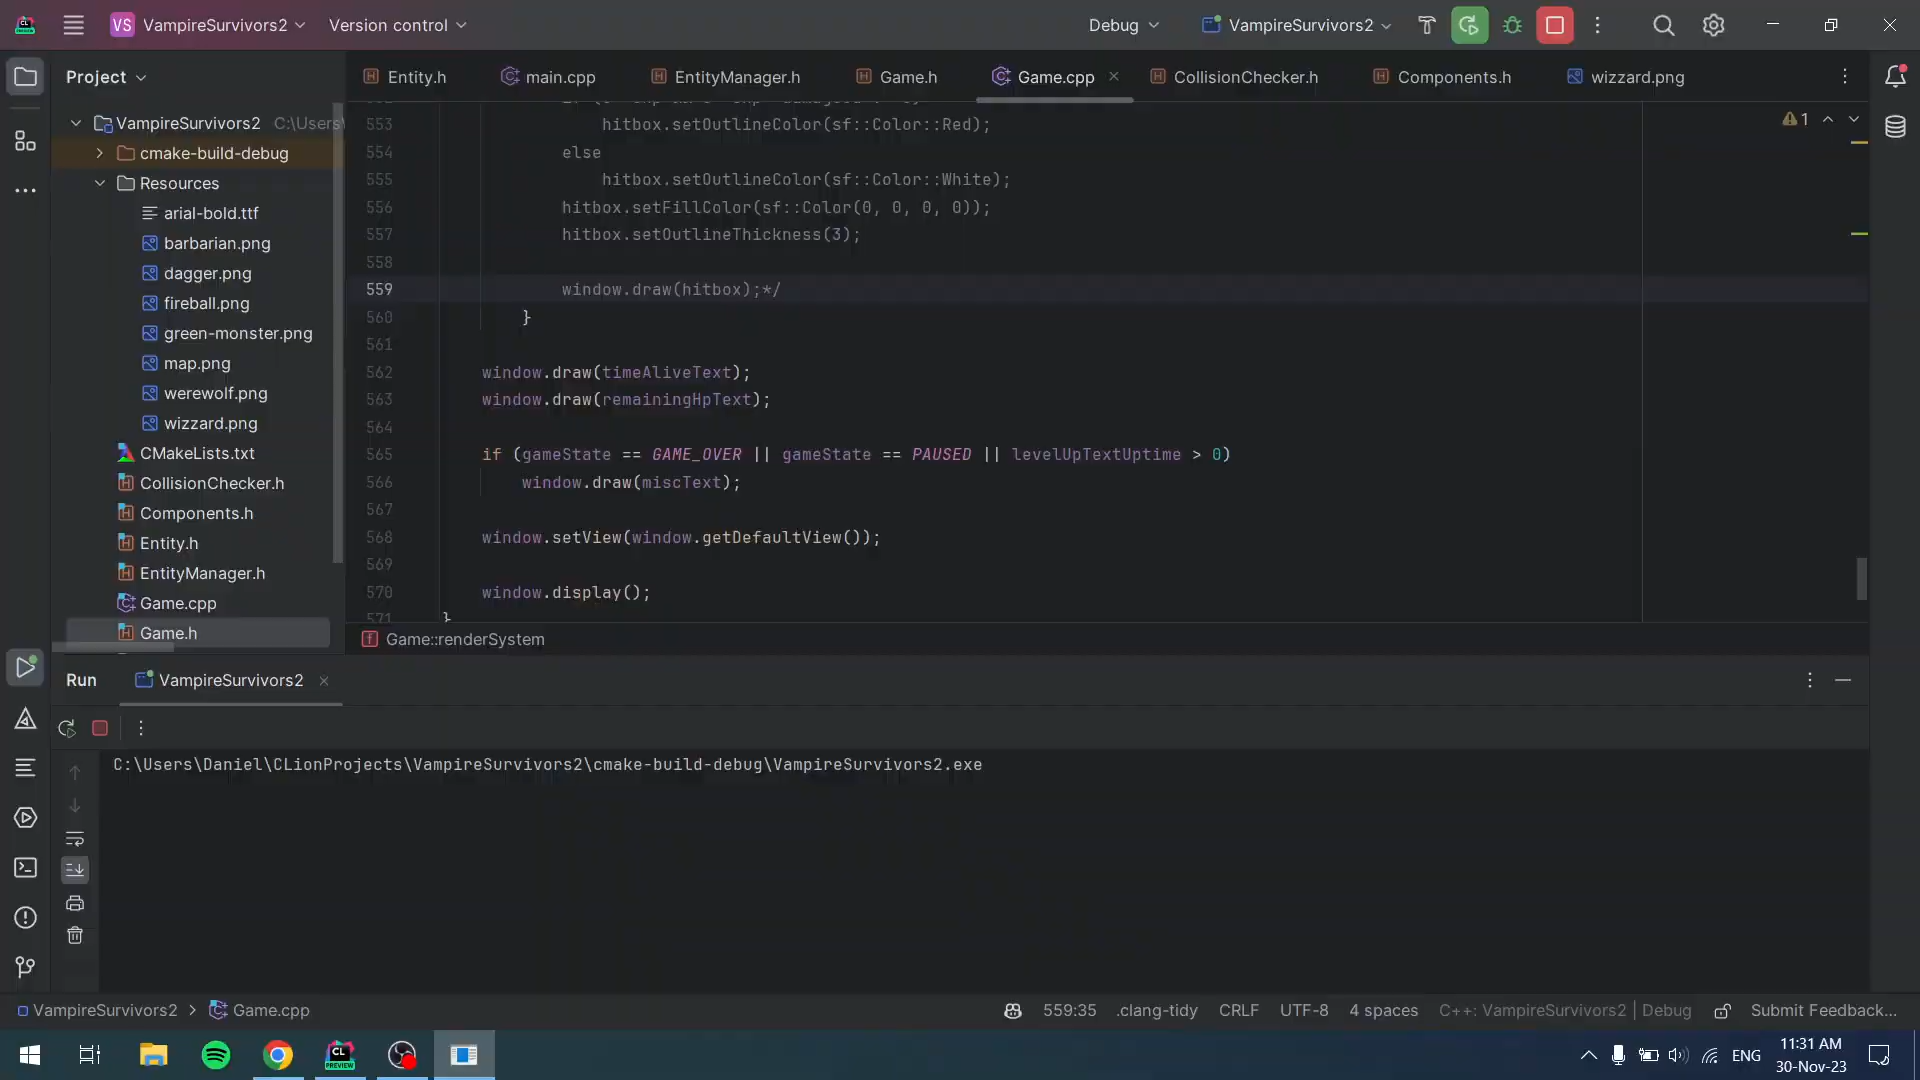 VS VampireSurvivors2 Version control Debug VampireSurvivors2
Project
Entity.h main.cpp EntityManager.h Game.h Game.cpp CollisionChecker.h Components.h wizzard.png
VampireSurvivors2 C:\Users\
cmake-build-debug
Resources
arial-bold.ttf
barbarian.png
dagger.png
fireball.png
green-monster.png
map.png
werewolf.png
wizzard.png
CMakeLists.txt
CollisionChecker.h
Components.h
Entity.h
EntityManager.h
Game.cpp
Game.h
1
553 hitbox.setOutlineColor(sf::Color::Red);
554 else
555 hitbox.setOutlineColor(sf::Color::White);
556 hitbox.setFillColor(sf::Color(0, 0, 0, 0));
557 hitbox.setOutlineThickness(3);
558
559 window.draw(hitbox);*/
560 }
561
562 window.draw(timeAliveText);
563 window.draw(remainingHpText);
564
565 if (gameState == GAME_OVER || gameState == PAUSED || levelUpTextUptime > 0)
566 window.draw(miscText);
567
568 window.setView(window.getDefaultView());
569
570 window.display();
571 }
Game::renderSystem
Run VampireSurvivors2
C:\Users\Daniel\CLionProjects\VampireSurvivors2\cmake-build-debug\VampireSurvivors2.exe
VampireSurvivors2 > Game.cpp 559:35 .clang-tidy CRLF UTF-8 4 spaces C++: VampireSurvivors2 | Debug Submit Feedback...
CL PREVIEW
ENG
11:31 AM
30-Nov-23